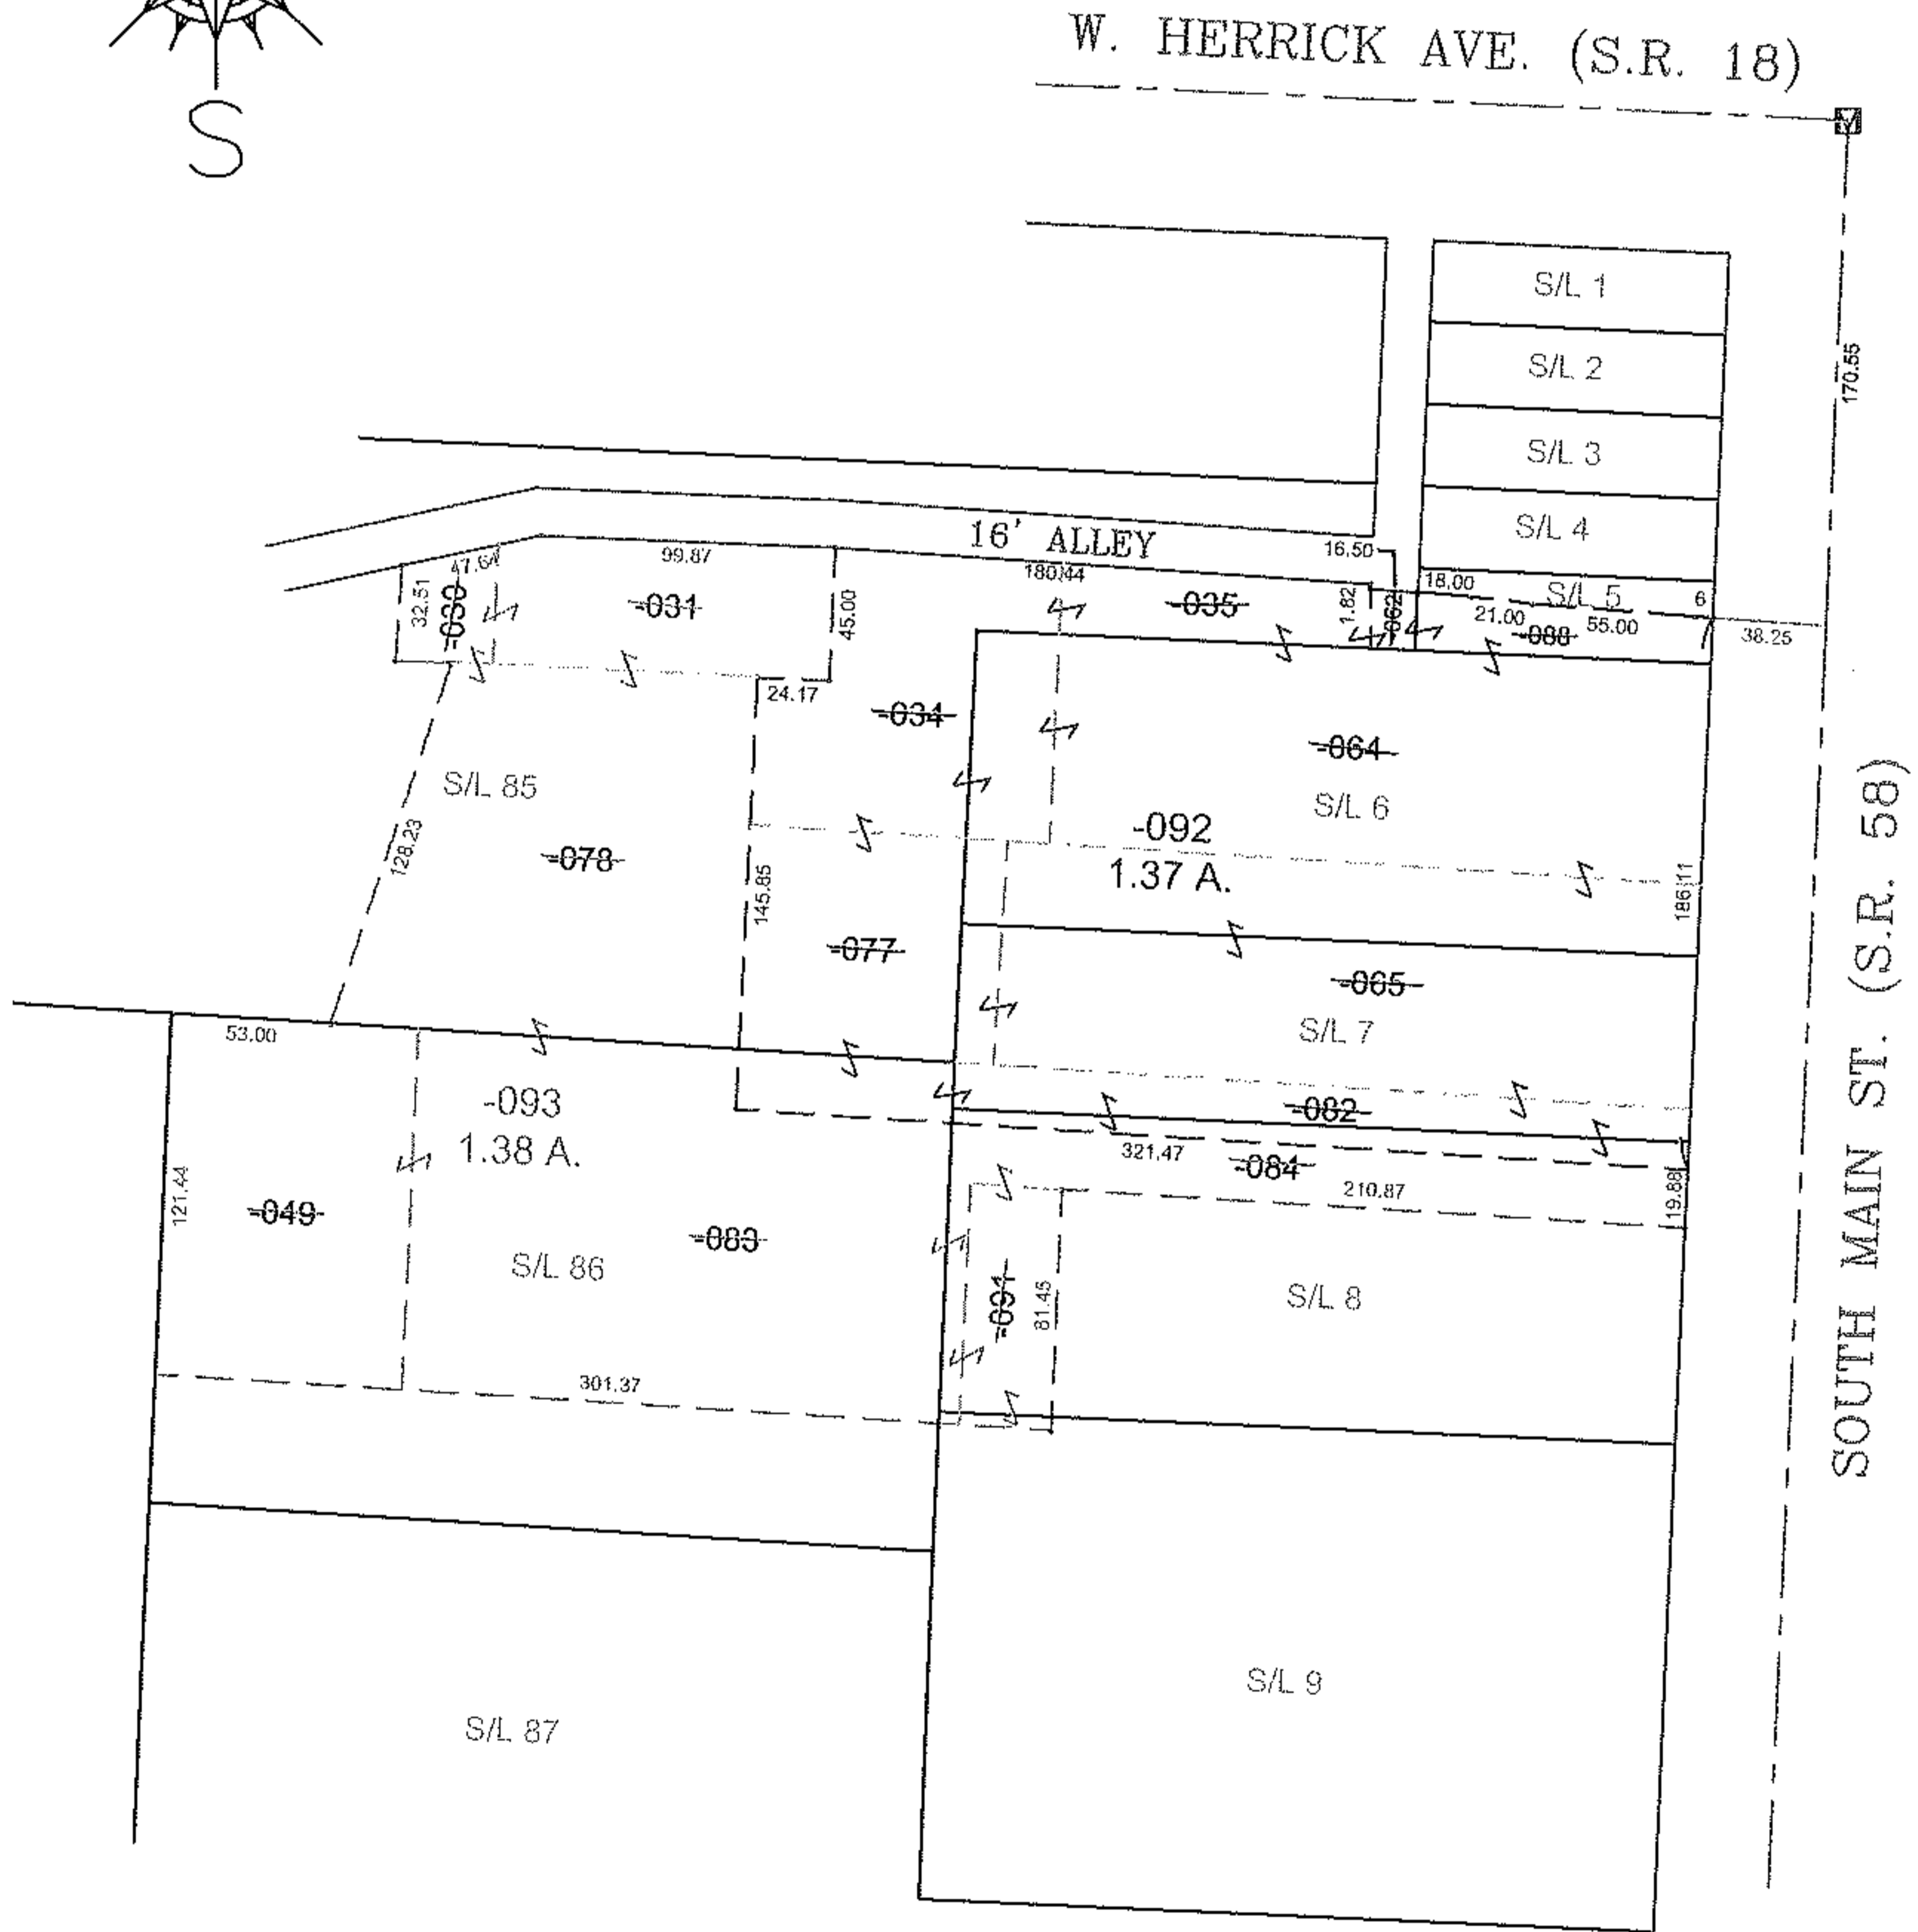 S
W. HERRICK AVE. (S.R. 18)
170.55
S/L 1
S/L 2
S/L 3
S/L 4
16' ALLEY
16.50
18.00
S/L 5
6
21.00
55.00
38.25
-088
47.64
99.87
180.44
32.51
-030
-031
45.00
-035
1.82
-062
24.17
-034
-064
S/L 85
S/L 6
-092
1.37 A.
128.23
-078
145.85
186.11
-077
-065
S/L 7
53.00
-093
1.38 A.
-082
321.47
-084
210.87
19.88
121.44
-049
-083
S/L 86
-091
81.45
S/L 8
301.37
SOUTH MAIN ST. (S.R. 58)
S/L 9
S/L 87